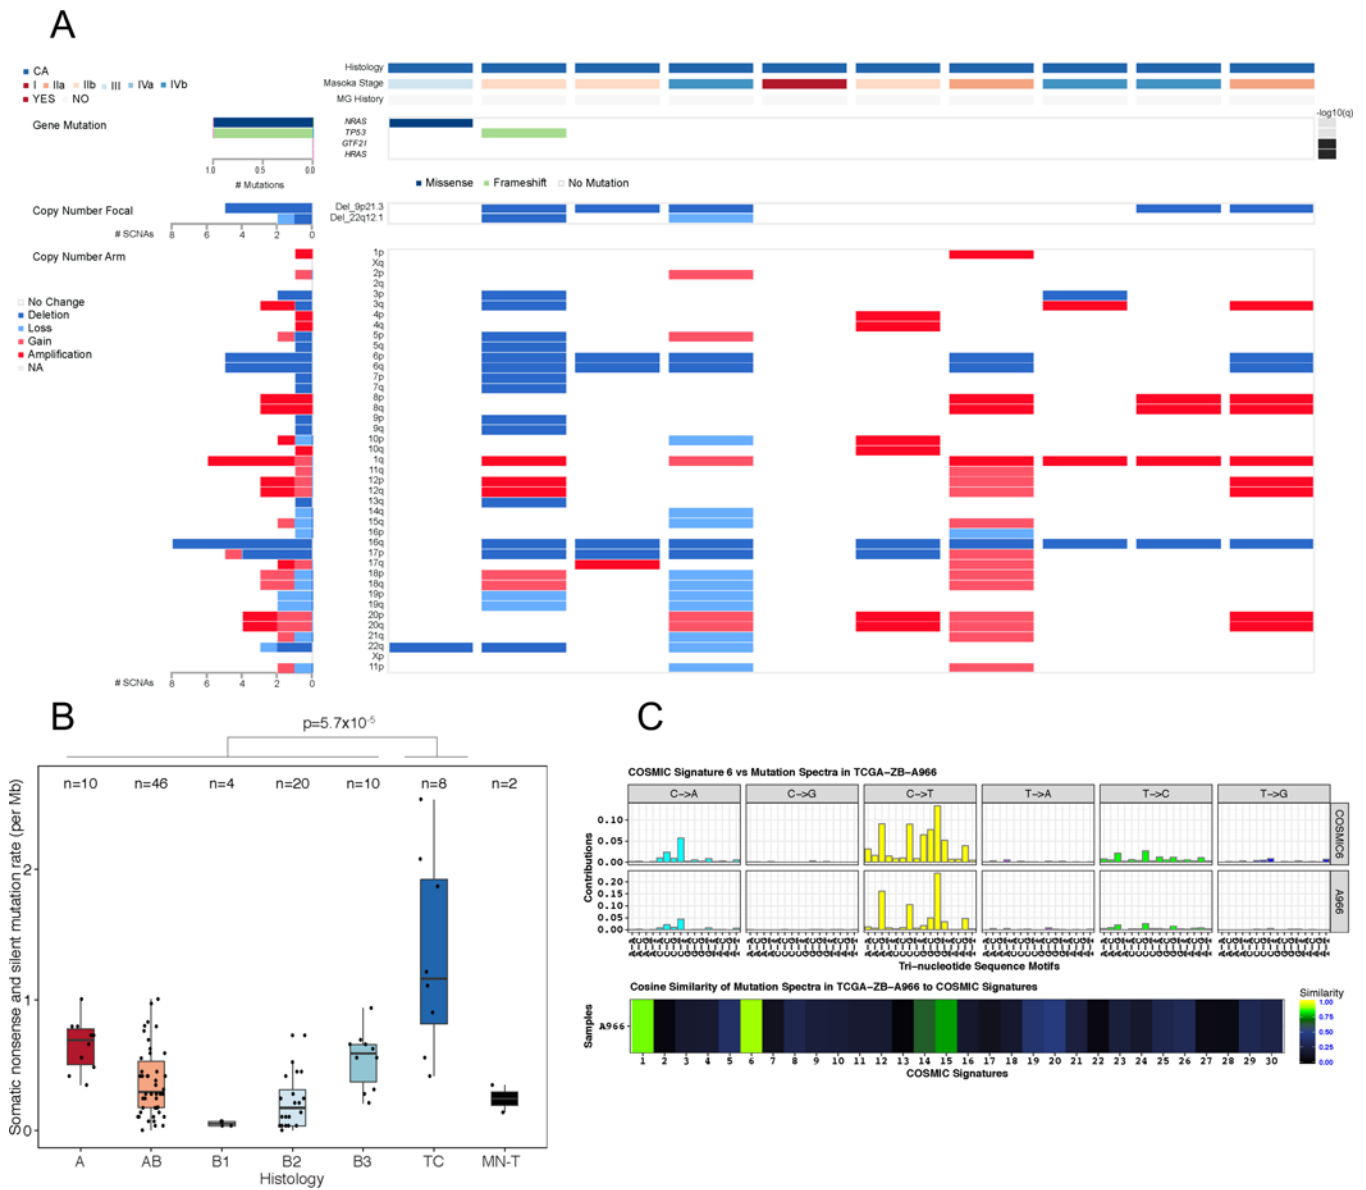 A
CA
I IIa IIb III IVa IVb
YES NO
Histology
Masoka Stage
MG History
-log10(q)
Gene Mutation
NRAS
TP53
GTF2I
HRAS
1.0 0.5 0.0
# Mutations
Missense Frameshift No Mutation
Copy Number Focal
Del_9p21.3
Del_22q12.1
8 6 4 2 0
# SCNAs
Copy Number Arm
No Change
Deletion
Loss
Gain
Amplification
NA
1p
Xq
2p
2q
3p
3q
4p
4q
5p
5q
6p
6q
7p
7q
8p
8q
9p
9q
10p
10q
1q
11q
12p
12q
13q
14q
15q
16p
16q
17p
17q
18p
18q
19p
19q
20p
20q
21q
22q
Xp
11p
8 6 4 2 0
# SCNAs
B
p=5.7x10-5
n=10 n=46 n=4 n=20 n=10 n=8 n=2
Somatic nonsense and silent mutation rate (per Mb)
2
1
0
A AB B1 B2 B3 TC MN-T
Histology
C
COSMIC Signature 6 vs Mutation Spectra in TCGA-ZB-A966
C->A C->G C->T T->A T->C T->G
0.10
0.05
0.00
COSMIC6
Contributions
0.20
0.15
0.10
0.05
0.00
A966
Tri-nucleotide Sequence Motifs
Cosine Similarity of Mutation Spectra in TCGA-ZB-A966 to COSMIC Signatures
Samples
A966
1 2 3 4 5 6 7 8 9 10 11 12 13 14 15 16 17 18 19 20 21 22 23 24 25 26 27 28 29 30
COSMIC Signatures
Similarity
1.00
0.75
0.50
0.25
0.00